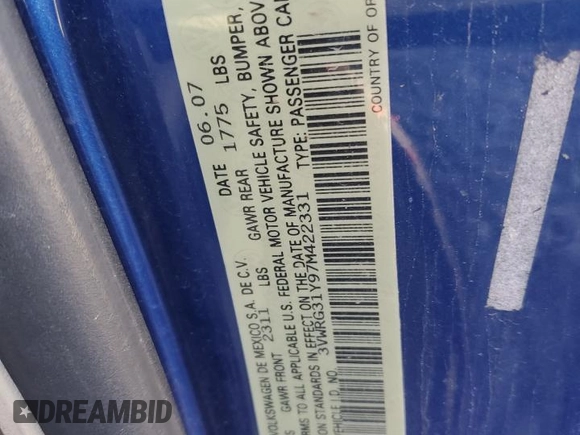 VOLKSWAGEN DE MEXICO S.A. DE C.V. DATE 06.07
GAWR FRONT 2311 LBS GAWR REAR 1775 LBS
ALL APPLICABLE U.S. FEDERAL MOTOR VEHICLE SAFETY, BUMPER,
ON STANDARDS IN EFFECT ON THE DATE OF MANUFACTURE SHOWN ABOVE
VEHICLE I.D. NO. 3VWRG31Y97M422331 TYPE: PASSENGER CAR
COUNTRY OF OR
DREAMBID